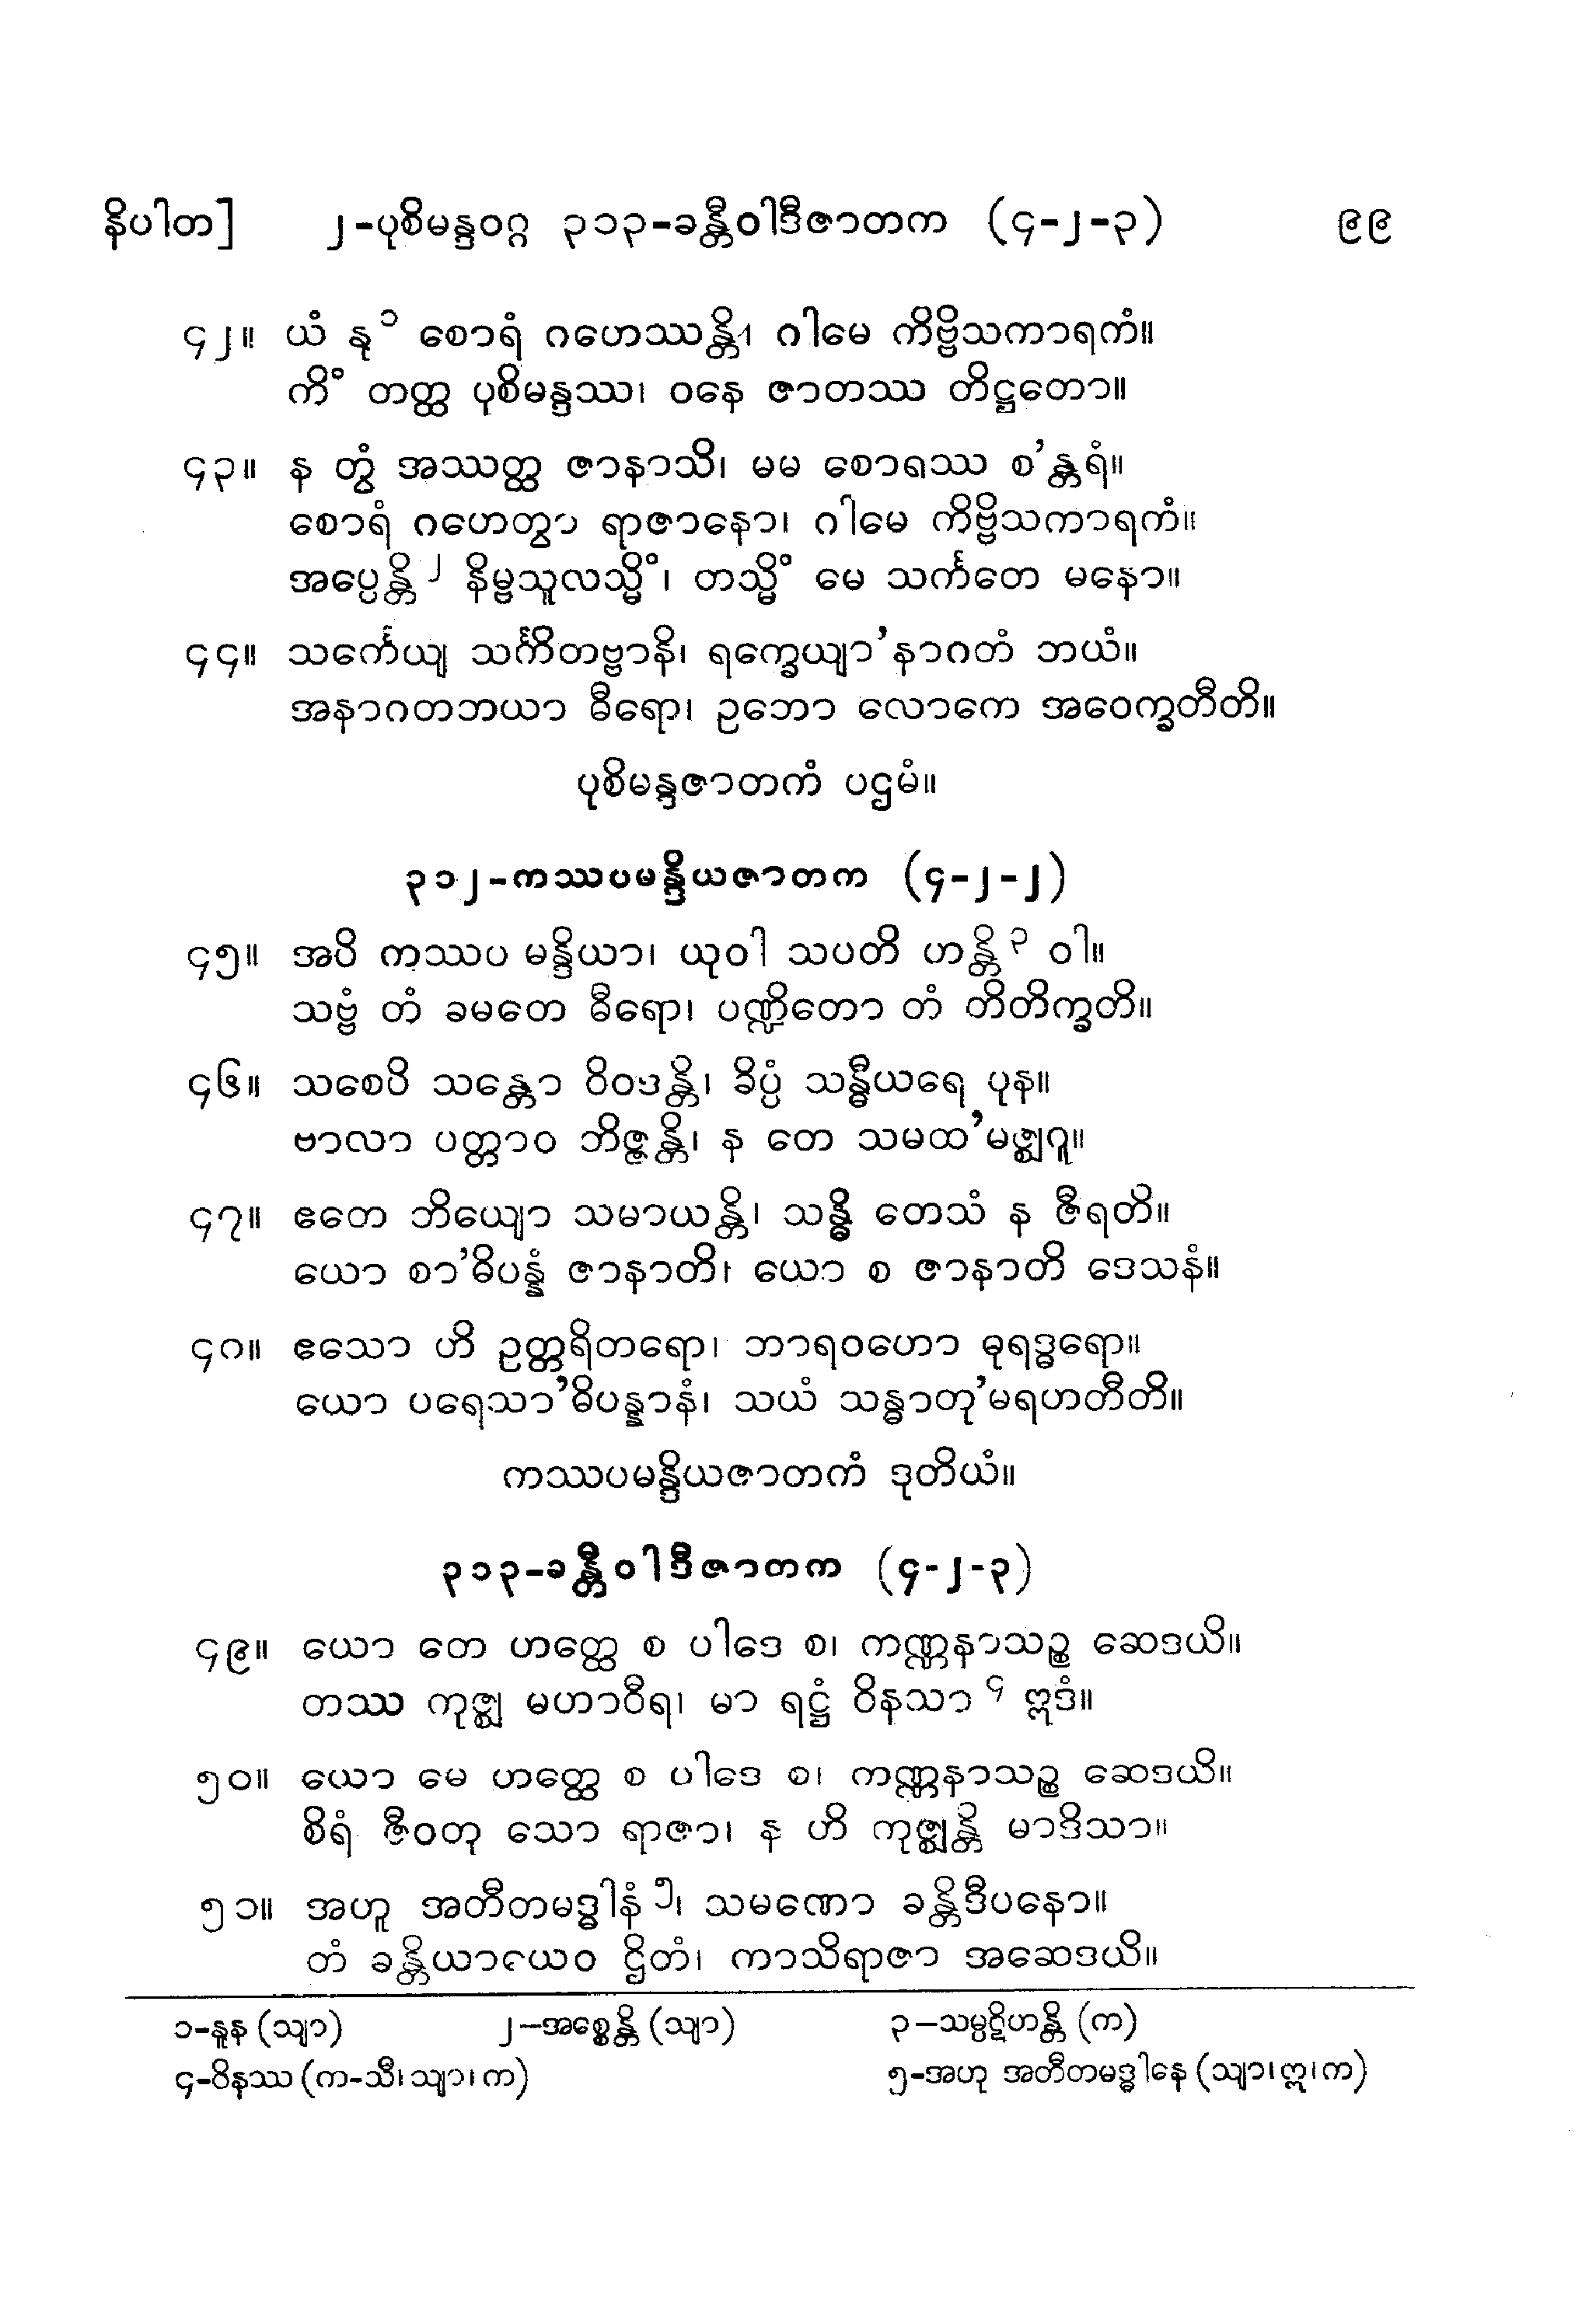 နိပါတ] ၂-ပုစိမန္ဒဝဂ္ဂ ၃၁၃-ခန္တီဝါဒီဇာတက (၄-၂-၃) ၉၉
၄၂။ ယံ နု၁ စောရံ ဂဟေဿန္တိ၊ ဂါမေ ကိဗ္ဗိသကာရကံ။
ကိံ တတ္ထ ပုစိမန္ဒဿ၊ ဝနေ ဇာတဿ တိဋ္ဌတော။
၄၃။ န တွံ အဿတ္ထ ဇာနာသိ၊ မမ စောရဿ စ’န္တရံ။
စောရံ ဂဟေတွာ ရာဇာနော၊ ဂါမေ ကိဗ္ဗိသကာရကံ။
အပ္ပေန္တိ၂ နိမ္ဗသူလသ္မိံ၊ တသ္မိံ မေ သင်္ကတေ မနော။
၄၄။ သင်္ကေယျ သင်္ကိတဗ္ဗာနိ၊ ရက္ခေယျာ’နာဂတံ ဘယံ။
အနာဂတဘယာ ဓီရော၊ ဥဘော လောကေ အဝေက္ခတီတိ။
ပုစိမန္ဒဇာတကံ ပဌမံ။
၃၁၂-ကဿပမန္ဒိယဇာတက (၄-၂-၂)
၄၅။ အပိ ကဿပ မန္ဒိယာ၊ ယုဝါ သပတိ ဟန္တိ၃ ဝါ။
သဗ္ဗံ တံ ခမတေ ဓီရော၊ ပဏ္ဍိတော တံ တိတိက္ခတိ။
၄၆။ သစေပိ သန္တော ဝိဝဒန္တိ၊ ခိပ္ပံ သန္ဓီယရေ ပုန။
ဗာလာ ပတ္တာဝ ဘိဇ္ဇန္တိ၊ န တေ သမထ’မဇ္ဈဂူ။
၄၇။ ဧတေ ဘိယျော သမာယန္တိ၊ သန္ဓိ တေသံ န ဇီရတိ။
ယော စာ’ဓိပန္နံ ဇာနာတိ၊ ယော စ ဇာနာတိ ဒေသနံ။
၄၈။ ဧသော ဟိ ဥတ္တရိတရော၊ ဘာရဝဟော ဓုရဒ္ဓရော။
ယော ပရေသာ’ဓိပန္နာနံ၊ သယံ သန္ဓာတု’မရဟတီတိ။
ကဿပမန္ဒိယဇာတကံ ဒုတိယံ။
၃၁၃-ခန္တီဝါဒီဇာတက (၄-၂-၃)
၄၉။ ယော တေ ဟတ္ထေ စ ပါဒေ စ၊ ကဏ္ဏနာသဉ္စ ဆေဒယိ။
တဿ ကုဇ္ဈ မဟာဝီရ၊ မာ ရဋ္ဌံ ဝိနသာ၄ ဣဒံ။
၅၀။ ယော မေ ဟတ္ထေ စ ပါဒေ စ၊ ကဏ္ဏနာသဉ္စ ဆေဒယိ။
စိရံ ဇီဝတု သော ရာဇာ၊ န ဟိ ကုဇ္ဈန္တိ မာဒိသာ။
၅၁။ အဟူ အတီတမဒ္ဓါနံ၅၊ သမဏော ခန္တိဒီပနော။
တံ ခန္တိယာယေဝ ဌိတံ၊ ကာသိရာဇာ အဆေဒယိ။
၁-နူန (သျာ) ၂-အစ္စေန္တိ (သျာ) ၃-သမ္ပဋိဟန္တိ (က)
၄-ဝိနဿ (က-သီ၊ သျာ၊ က) ၅-အဟု အတီတမဒ္ဓါနေ (သျာ၊ ဣ၊ က)